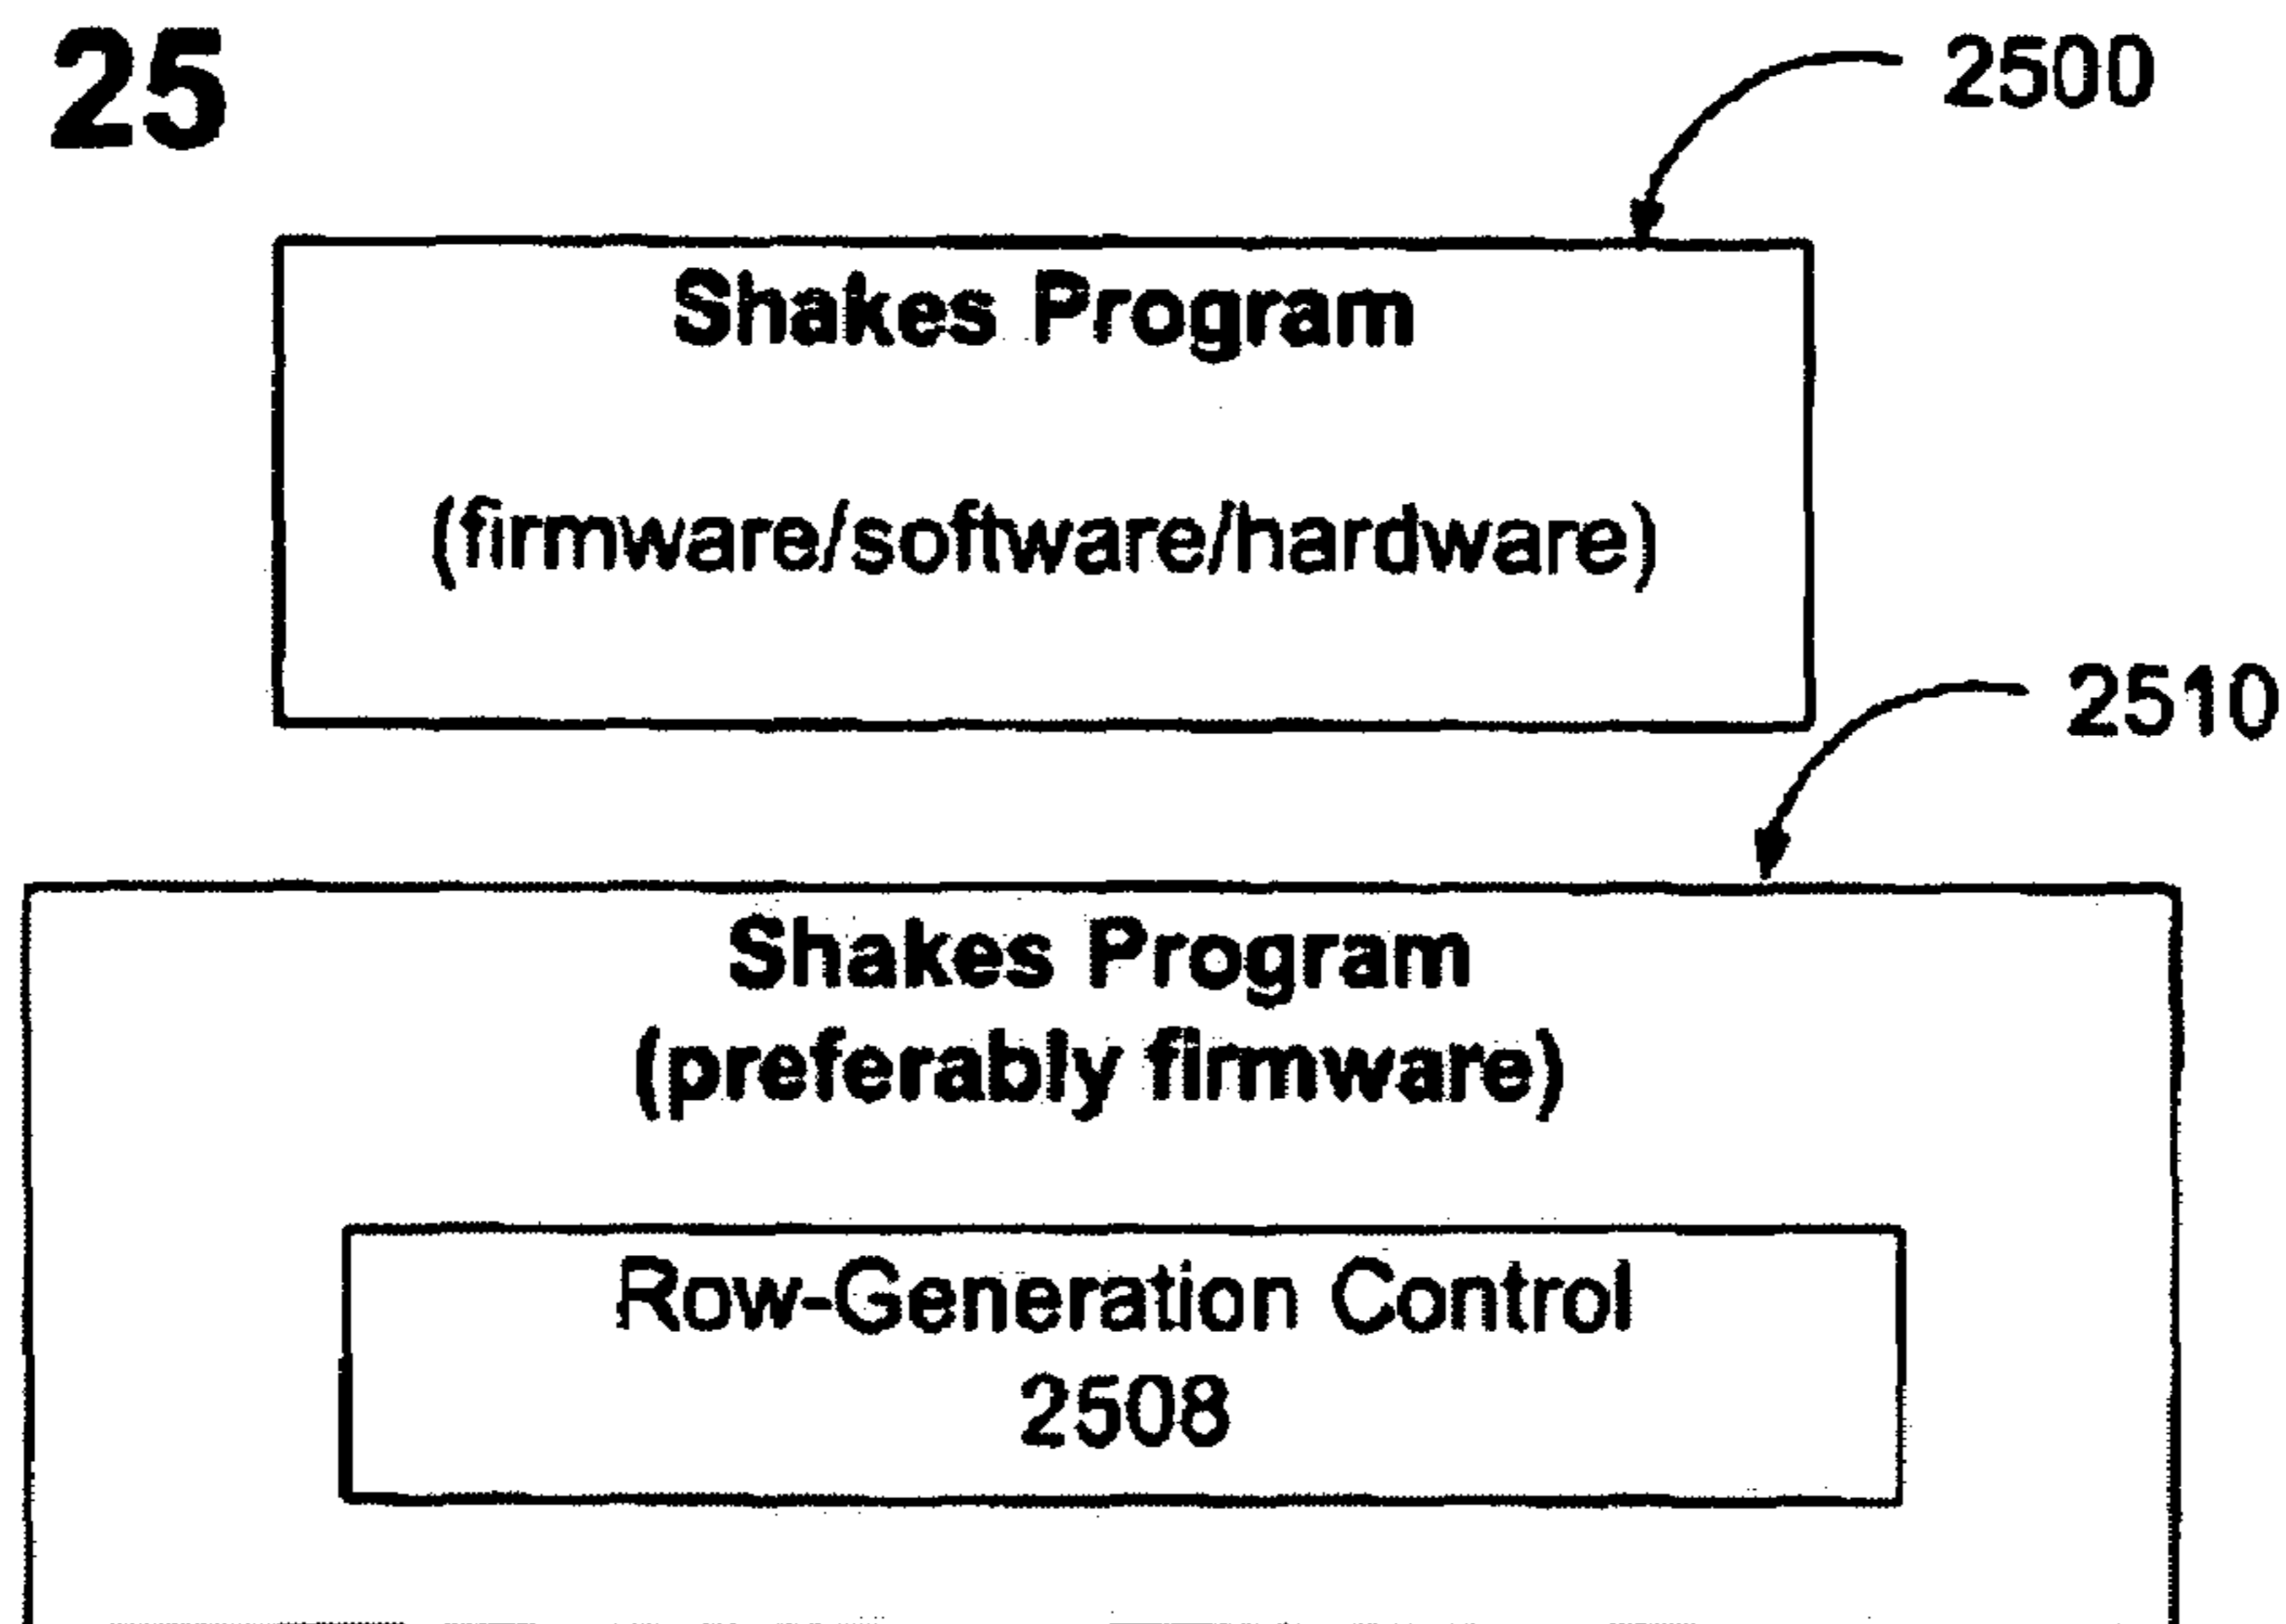 25
2500
Shakes Program
(firmware/software/hardware)
2510
Shakes Program
(preferably firmware)
Row-Generation Control
2508